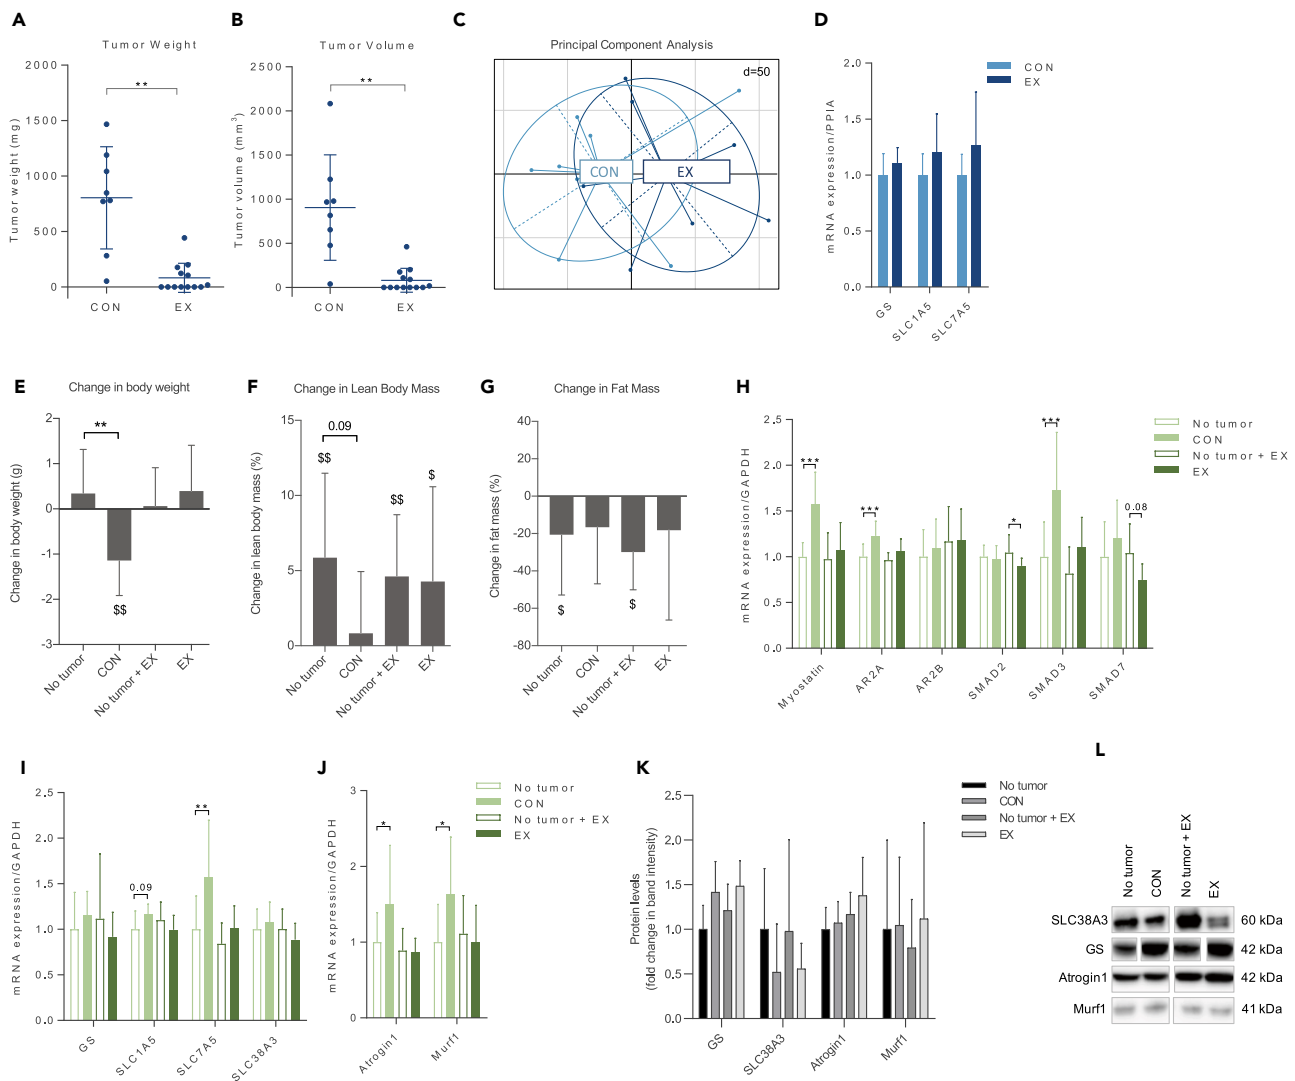 A
Tumor Weight
2000
1500
1000
500
0
Tumor weight (mg)
**
CON
EX
B
Tumor Volume
2500
2000
1500
1000
500
0
Tumor volume (mm³)
**
CON
EX
C
Principal Component Analysis
d=50
CON
EX
D
CON
EX
2.0
1.5
1.0
0.5
0.0
mRNA expression/PPIA
GS
SLC1A5
SLC7A5
E
Change in body weight
2
1
0
-1
-2
-3
Change in body weight (g)
**
$$
No tumor
CON
No tumor + EX
EX
F
Change in Lean Body Mass
15
10
5
0
Change in lean body mass (%)
0.09
$$
$$
$
No tumor
CON
No tumor + EX
EX
G
Change in Fat Mass
40
20
0
-20
-40
-60
-80
Change in fat mass (%)
$
$
No tumor
CON
No tumor + EX
EX
H
No tumor
CON
No tumor + EX
EX
2.5
2.0
1.5
1.0
0.5
0.0
mRNA expression/GAPDH
***
***
*
***
0.08
Myostatin
AR2A
AR2B
SMAD2
SMAD3
SMAD7
I
2.5
2.0
1.5
1.0
0.5
0.0
mRNA expression/GAPDH
0.09
**
GS
SLC1A5
SLC7A5
SLC38A3
J
No tumor
CON
No tumor + EX
EX
3
2
1
0
mRNA expression/GAPDH
*
*
Atrogin1
Murf1
K
No tumor
CON
No tumor + EX
EX
2.5
2.0
1.5
1.0
0.5
0.0
Protein levels
(fold change in band intensity)
GS
SLC38A3
Atrogin1
Murf1
L
No tumor
CON
No tumor + EX
EX
SLC38A3
60 kDa
GS
42 kDa
Atrogin1
42 kDa
Murf1
41 kDa